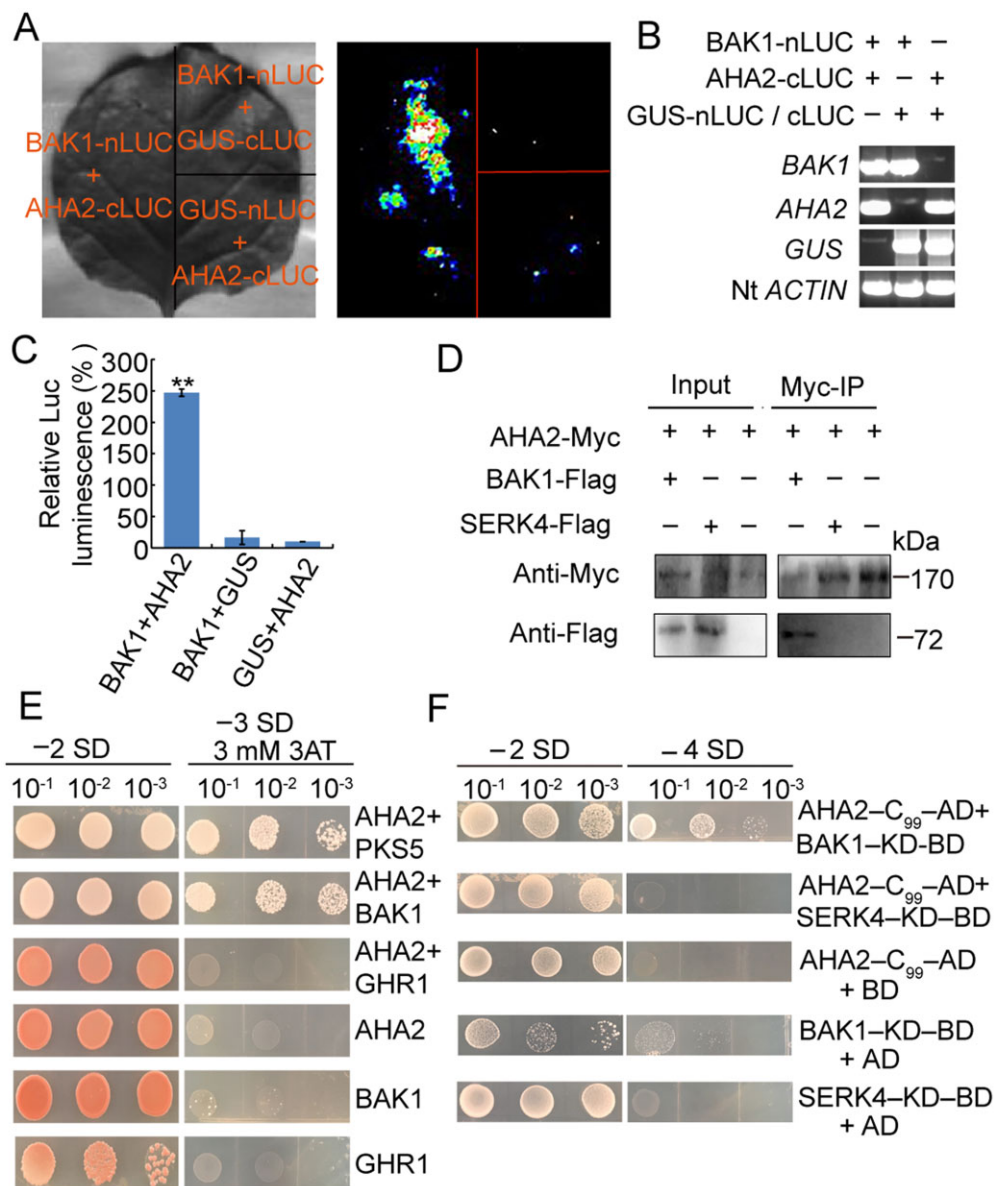 A
BAK1-nLUC
+
GUS-cLUC
BAK1-nLUC
+
AHA2-cLUC
GUS-nLUC
+
AHA2-cLUC
B
BAK1-nLUC + + –
AHA2-cLUC + – +
GUS-nLUC / cLUC – + +
BAK1
AHA2
GUS
Nt ACTIN
C
Relative Luc
luminescence (%)
300
250
200
150
100
50
0
**
BAK1+AHA2
BAK1+GUS
GUS+AHA2
D
Input Myc-IP
AHA2-Myc + + + + + +
BAK1-Flag + – – + – –
SERK4-Flag – + – – + –
kDa
Anti-Myc –170
Anti-Flag –72
E
–2 SD
–3 SD
3 mM 3AT
10-1 10-2 10-3 10-1 10-2 10-3
AHA2+
PKS5
AHA2+
BAK1
AHA2+
GHR1
AHA2
BAK1
GHR1
F
–2 SD – 4 SD
10-1 10-2 10-3 10-1 10-2 10-3
AHA2–C99–AD+
BAK1–KD-BD
AHA2–C99–AD+
SERK4–KD–BD
AHA2–C99–AD
+ BD
BAK1–KD–BD
+ AD
SERK4–KD–BD
+ AD